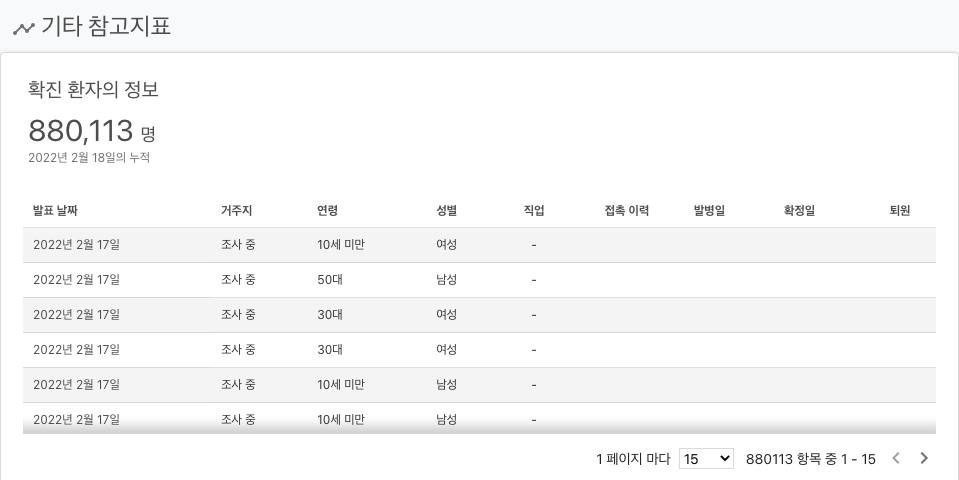 기타 참고지표
확진 환자의 정보
880,113 명
2022년 2월 18일의 누적
발표 날짜 거주지 연령 성별 직업 접촉 이력 발병일 확정일 퇴원
2022년 2월 17일 조사 중 10세 미만 여성 -
2022년 2월 17일 조사 중 50대 남성 -
2022년 2월 17일 조사 중 30대 여성 -
2022년 2월 17일 조사 중 30대 여성 -
2022년 2월 17일 조사 중 10세 미만 남성 -
2022년 2월 17일 조사 중 10세 미만 남성 -
1 페이지 마다 15 880113 항목 중 1 - 15